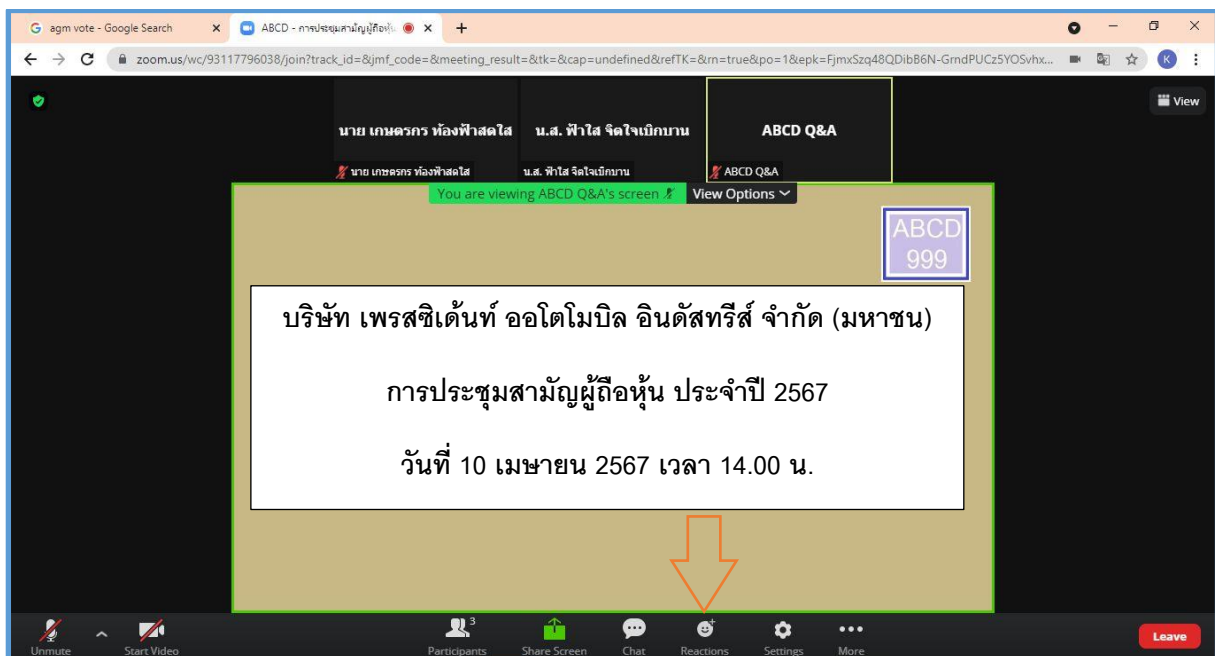 agm vote - Google Search
ABCD - การประชุมสามัญผู้ถือหุ้น
zoom.us/wc/93117796038/join?track_id=&jmf_code=&meeting_result=&tk=&cap=undefined&refTK=&rn=true&po=1&epk=FjmxSzq48QDibB6N-GrndPUCz5YOSvhx...
K
View
นาย เกษตรกร ท้องฟ้าสดใส
น.ส. ฟ้าใส จิตใจเบิกบาน
ABCD Q&A
นาย เกษตรกร ท้องฟ้าสดใส
น.ส. ฟ้าใส จิตใจเบิกบาน
ABCD Q&A
You are viewing ABCD Q&A's screen
View Options
ABCD
999
บริษัท เพรสซิเด้นท์ ออโตโมบิล อินดัสทรีส์ จำกัด (มหาชน)
การประชุมสามัญผู้ถือหุ้น ประจำปี 2567
วันที่ 10 เมษายน 2567 เวลา 14.00 น.
3
Unmute
Start Video
Participants
Share Screen
Chat
Reactions
Settings
More
Leave